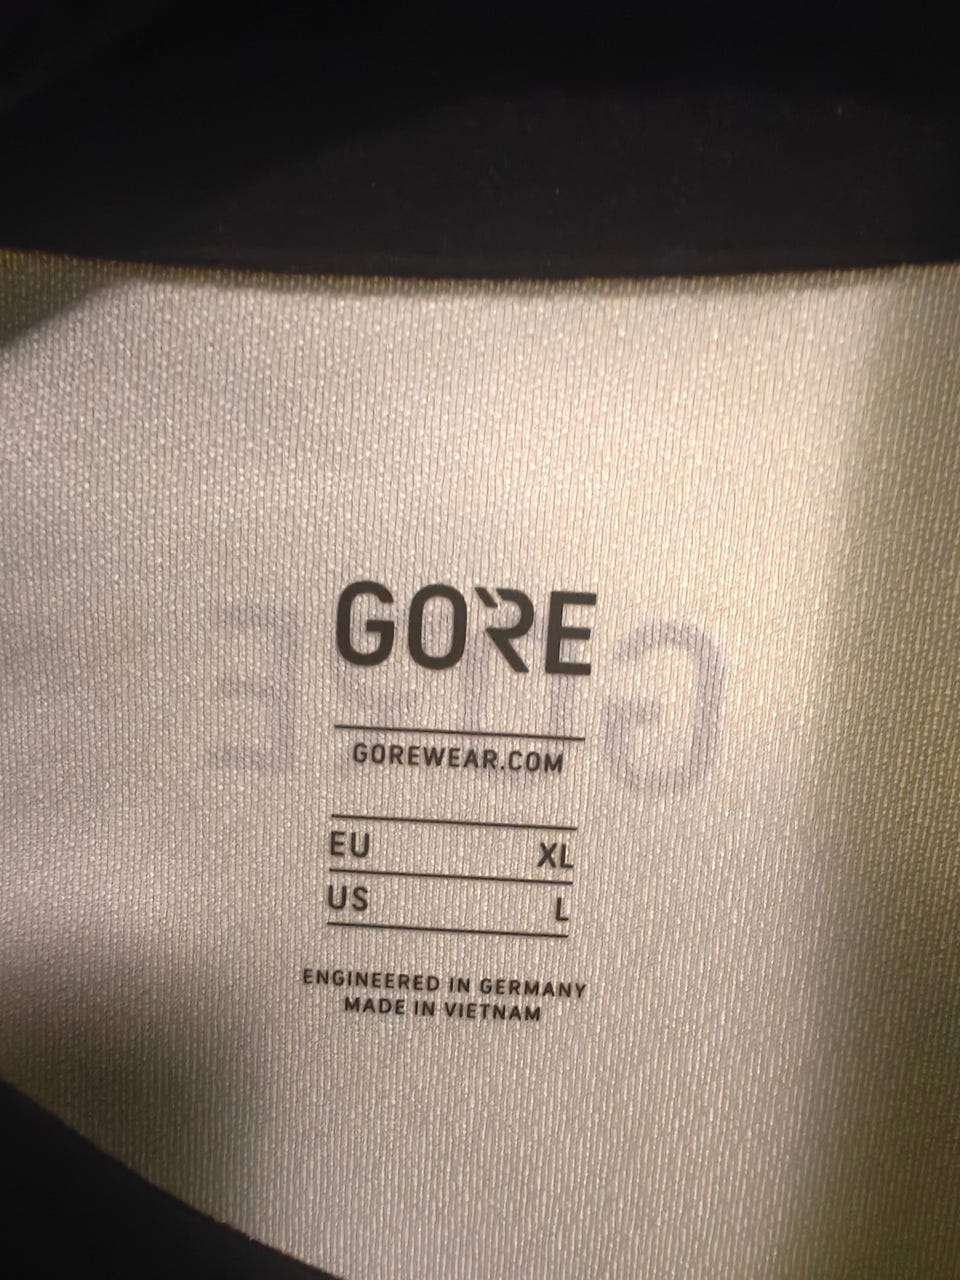 GORE
GOREWEAR.COM
EU XL
US L
ENGINEERED IN GERMANY
MADE IN VIETNAM